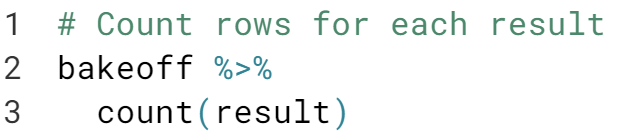 1 # Count rows for each result
2 bakeoff %>%
3   count(result)